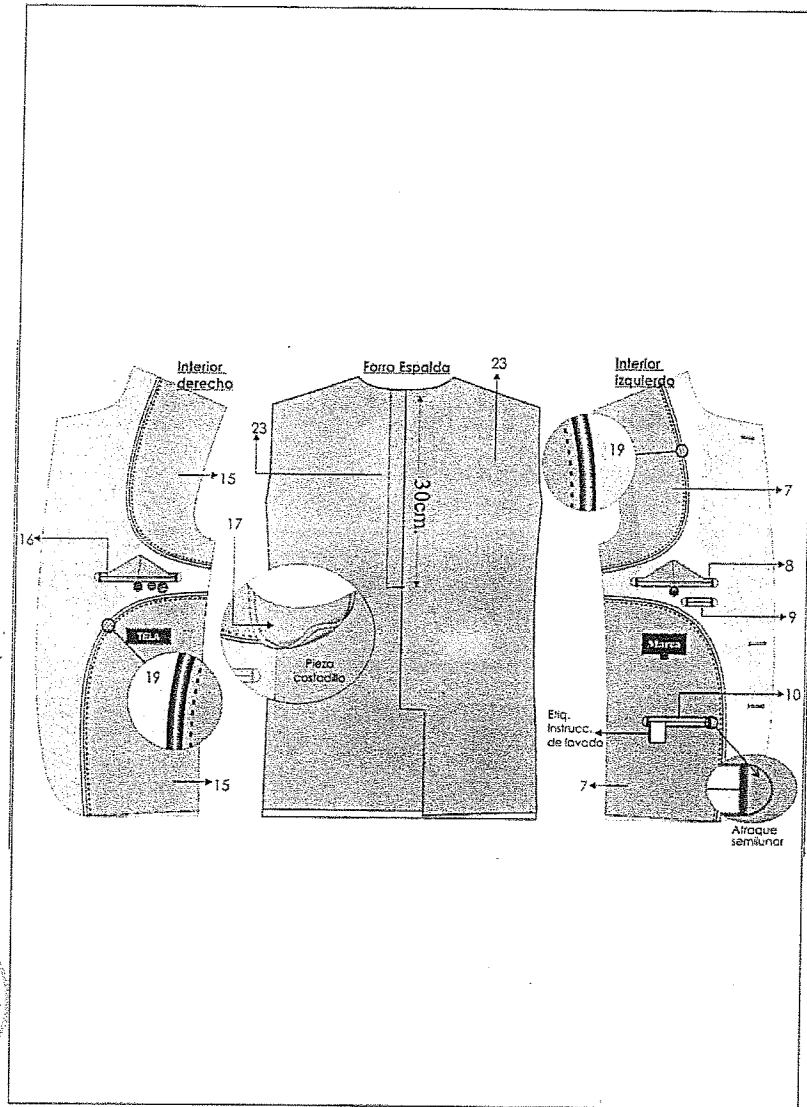 Interior
derecho
Forro Espalda
23
Interior
izquierdo
23
15
19
7
30cm.
17
16
8
9
TELA
Marca
Pieza
costadillo
19
10
Etiq.
Instrucc.
de lavado
15
7
Atraque
semilunar